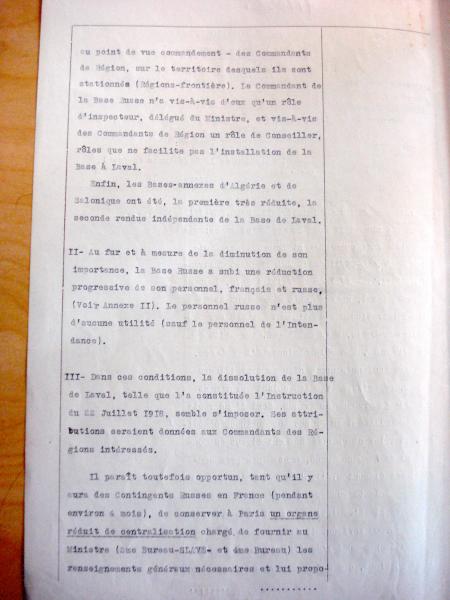 au point de vue commandement - des Commandants
de Région, sur le territoire desquels ils sont
stationnés (Régions-frontière). Le Commandant de
la Base Russe n'a vis-à-vis d'eux qu'un rôle
d'inspecteur, délégué du Ministre, et vis-à-vis
des Commandants de Région un rôle de Conseiller,
rôles que ne facilite pas l'installation de la
Base à Laval.
Enfin, les Bases-annexes d'Algérie et de
Salonique ont été, la première très réduite, la
seconde rendue indépendante de la Base de Laval.
II- Au fur et à mesure de la diminution de son
importance, la Base Russe a subi une réduction
progressive de son personnel, français et russe,
(Voir Annexe II). Le personnel russe n'est plus
d'aucune utilité (sauf le personnel de l'Inten-
dance).
III- Dans ces conditions, la dissolution de la Base
de Laval, telle que l'a constituée l'Instruction
du 22 Juillet 1918, semble s'imposer. Ses attri-
butions seraient données aux Commandants des Ré-
gions intéressés.
Il paraît toutefois opportun, tant qu'il y
aura des Contingents Russes en France (pendant
environ 4 mois), de conserver à Paris un organe
réduit de centralisation chargé de fournir au
Ministre (2me Bureau-SLAVE- et 4me Bureau) les
renseignements généraux nécessaires et lui propo-
...........